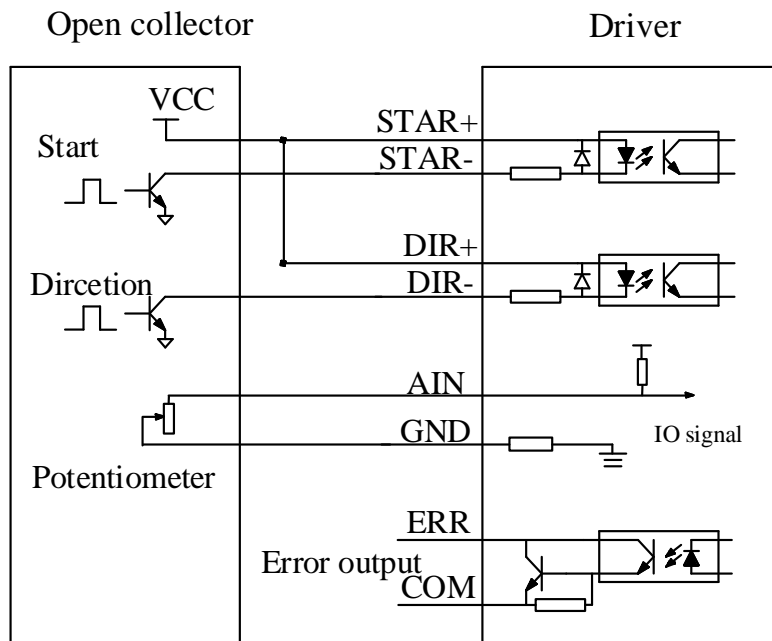 Open collector
Driver
VCC
STAR+
Start
STAR-
DIR+
Dircetion
DIR-
AIN
GND
IO signal
Potentiometer
ERR
Error output
COM